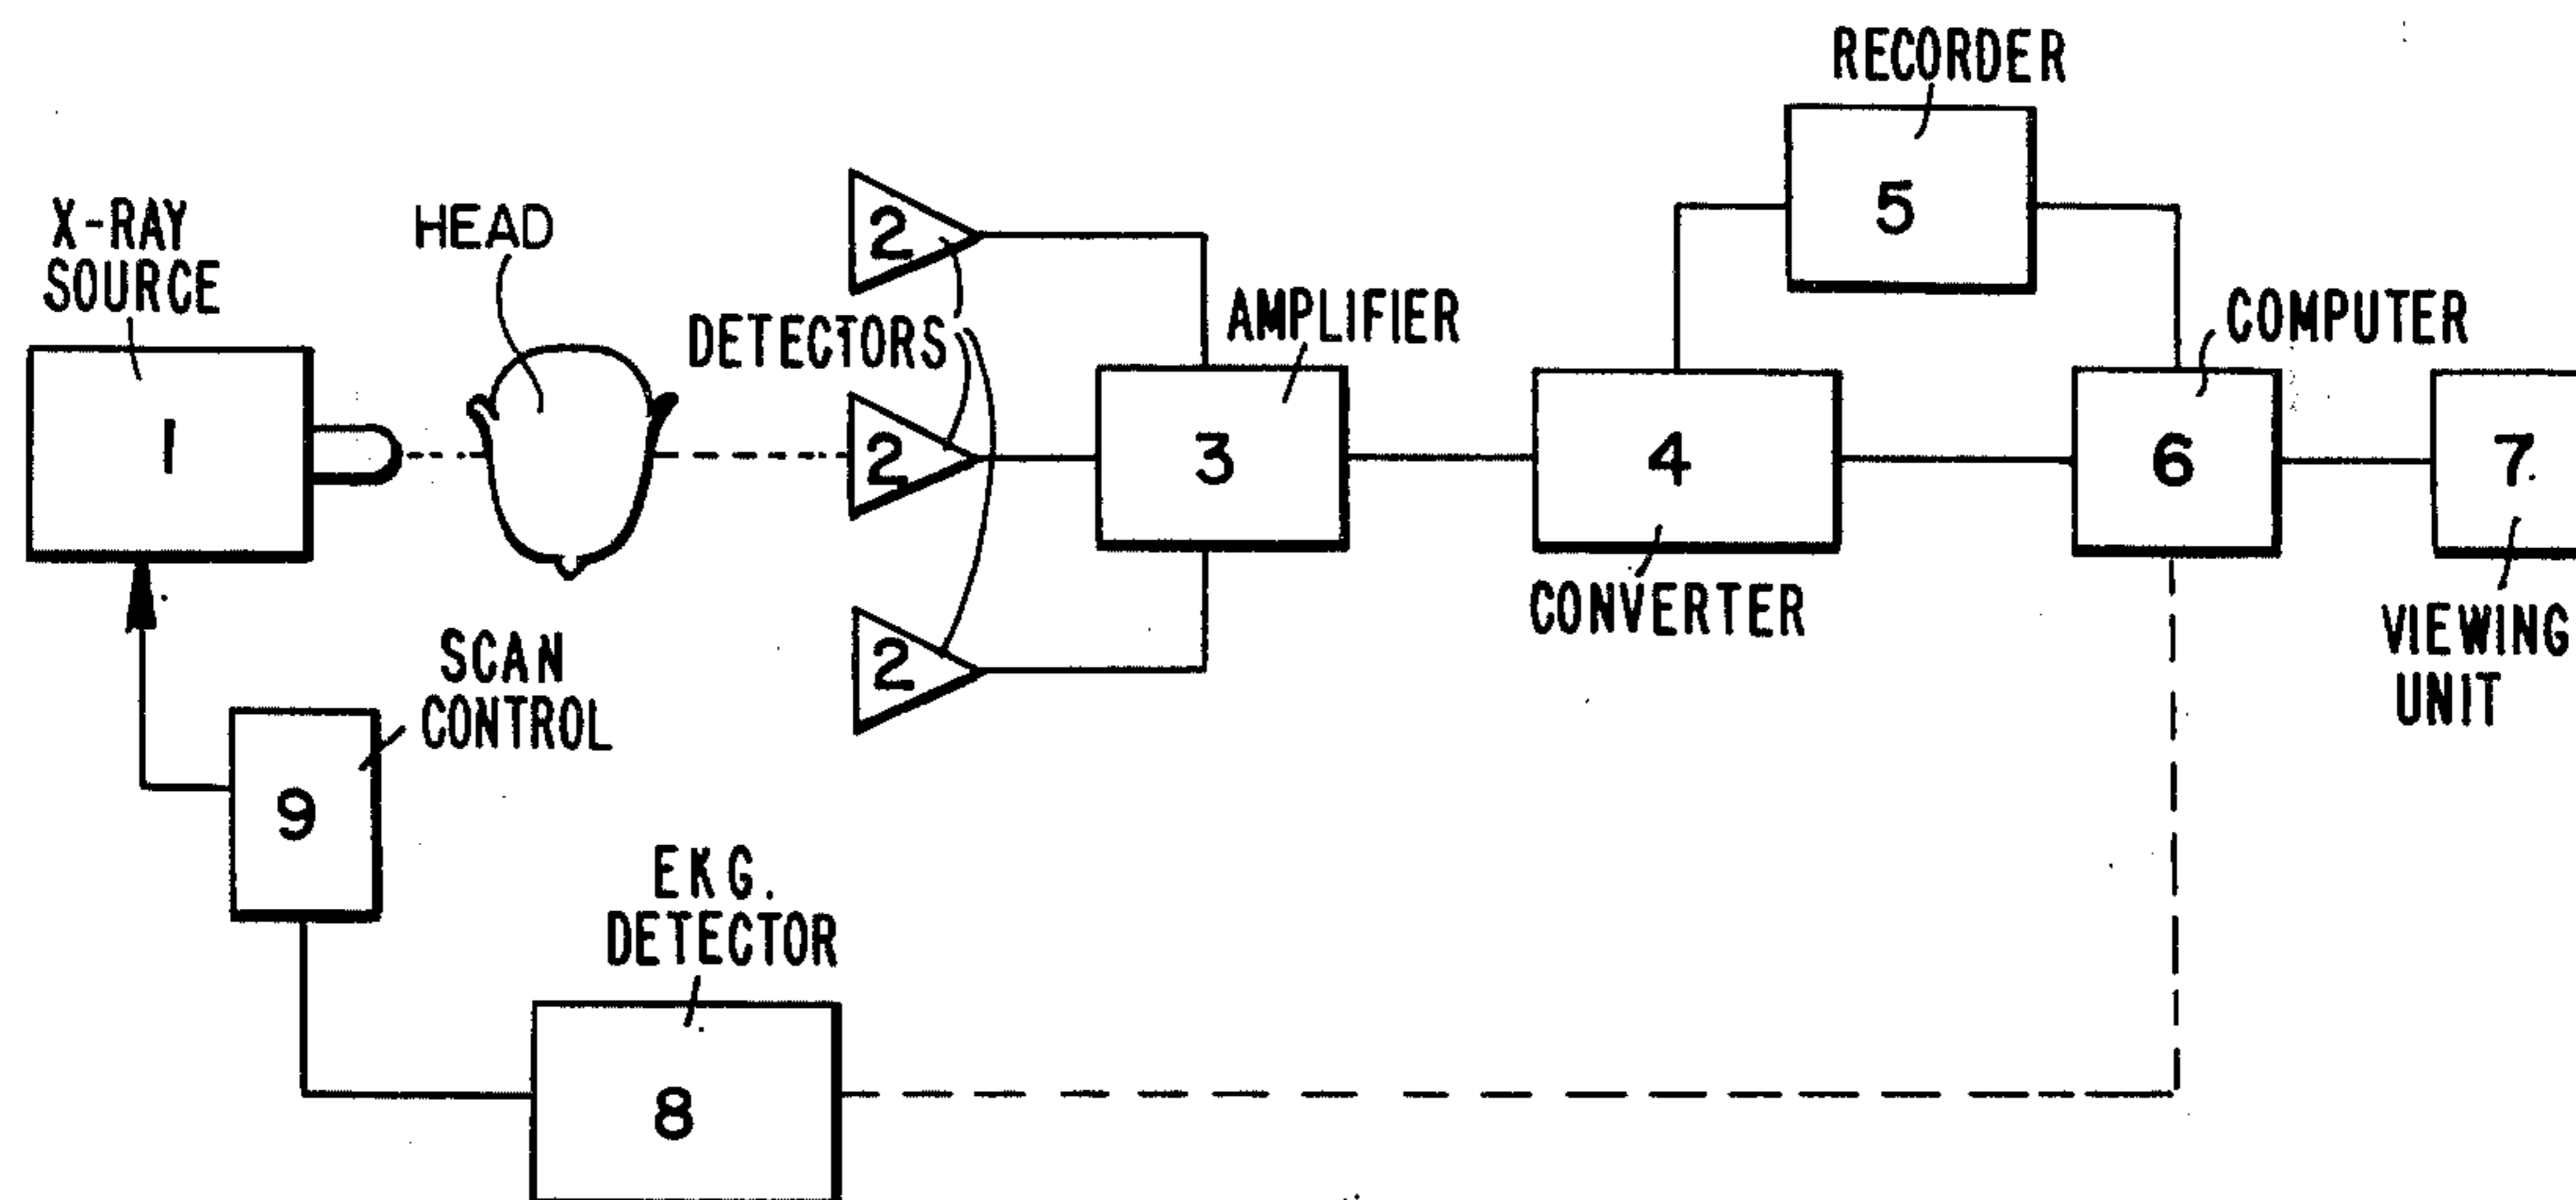 RECORDER
5
X-RAY
SOURCE
HEAD
2
DETECTORS
AMPLIFIER
COMPUTER
1
2
3
4
6
7
CONVERTER
VIEWING
UNIT
2
SCAN
CONTROL
9
EKG.
DETECTOR
8